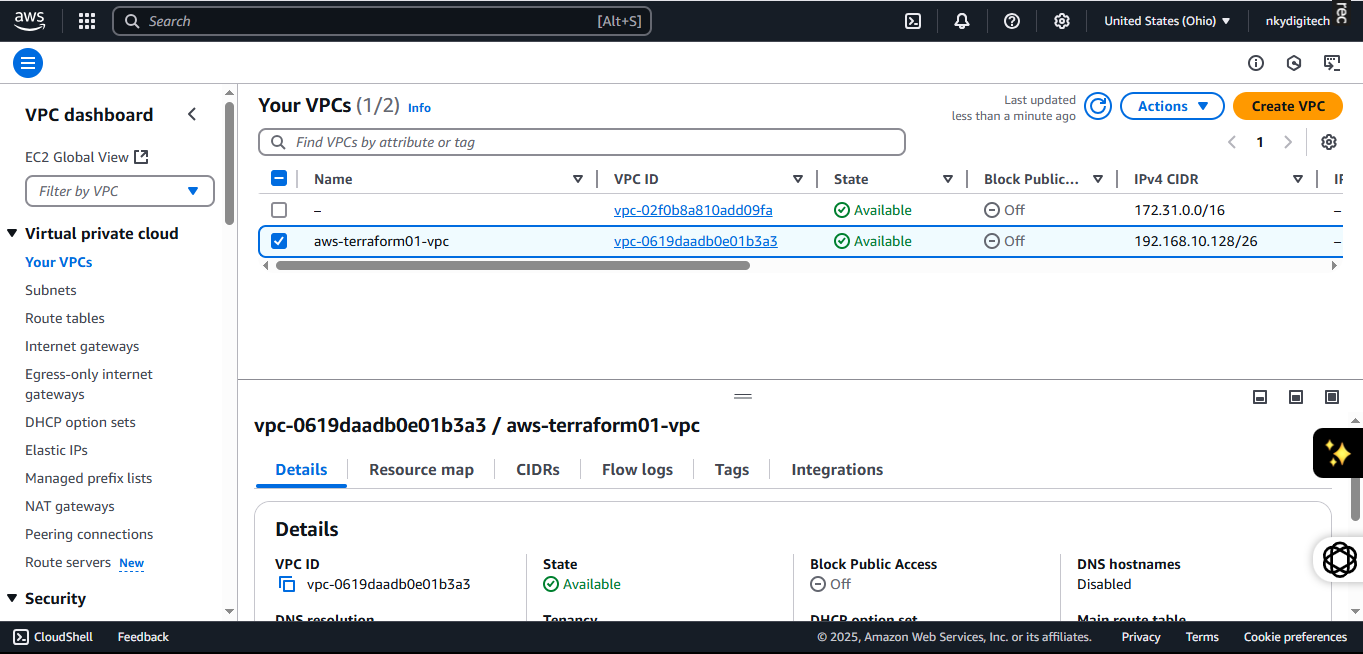 aws
Search
[Alt+S]
United States (Ohio)
nkydigitech
rec
VPC dashboard
EC2 Global View
Filter by VPC
Virtual private cloud
Your VPCs
Subnets
Route tables
Internet gateways
Egress-only internet
gateways
DHCP option sets
Elastic IPs
Managed prefix lists
NAT gateways
Peering connections
Route servers New
Security
Your VPCs (1/2) Info
Last updated
less than a minute ago
Actions
Create VPC
Find VPCs by attribute or tag
1
Name VPC ID State Block Public... IPv4 CIDR
– vpc-02f0b8a810add09fa Available Off 172.31.0.0/16 –
aws-terraform01-vpc vpc-0619daadb0e01b3a3 Available Off 192.168.10.128/26 –
vpc-0619daadb0e01b3a3 / aws-terraform01-vpc
Details Resource map CIDRs Flow logs Tags Integrations
Details
VPC ID
vpc-0619daadb0e01b3a3
State
Available
Block Public Access
Off
DNS hostnames
Disabled
DNS resolution
Tenancy
DHCP option set
Main route table
CloudShell Feedback
© 2025, Amazon Web Services, Inc. or its affiliates. Privacy Terms Cookie preferences